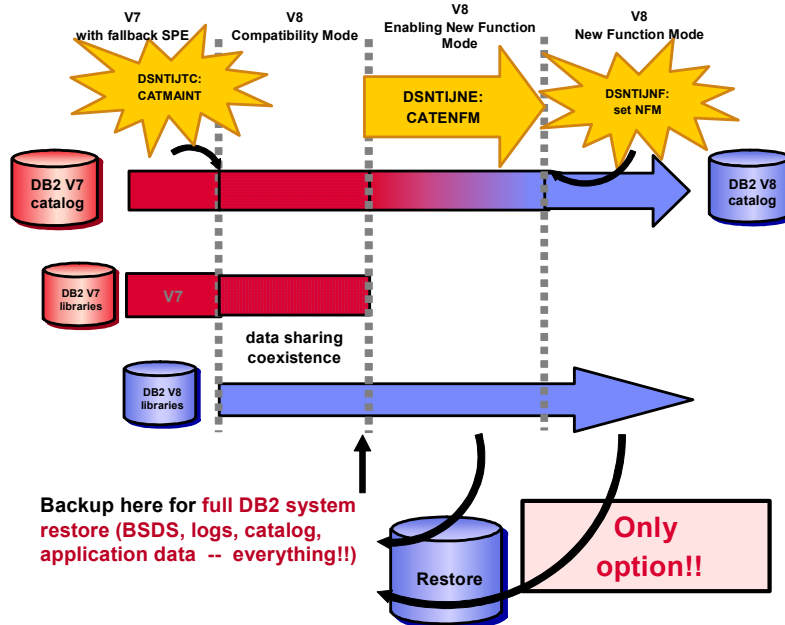 V7
with fallback SPE
V8
Compatibility Mode
V8
Enabling New Function
Mode
V8
New Function Mode
DSNTIJTC:
CATMAINT
DSNTIJNE:
CATENFM
DSNTIJNF:
set NFM
DB2 V7
catalog
DB2 V8
catalog
DB2 V7
libraries
V7
data sharing
coexistence
DB2 V8
libraries
Backup here for full DB2 system
restore (BSDS, logs, catalog,
application data -- everything!!)
Restore
Only
option!!